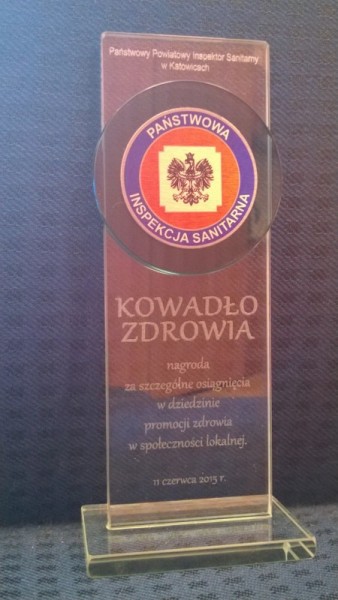 Państwowy Powiatowy Inspektor Sanitarny
w Katowicach
PAŃSTWOWA
INSPEKCJA SANITARNA
KOWADŁO
ZDROWIA
nagroda
za szczególne osiągnięcia
w dziedzinie
promocji zdrowia
w społeczności lokalnej.
11 czerwca 2015 r.